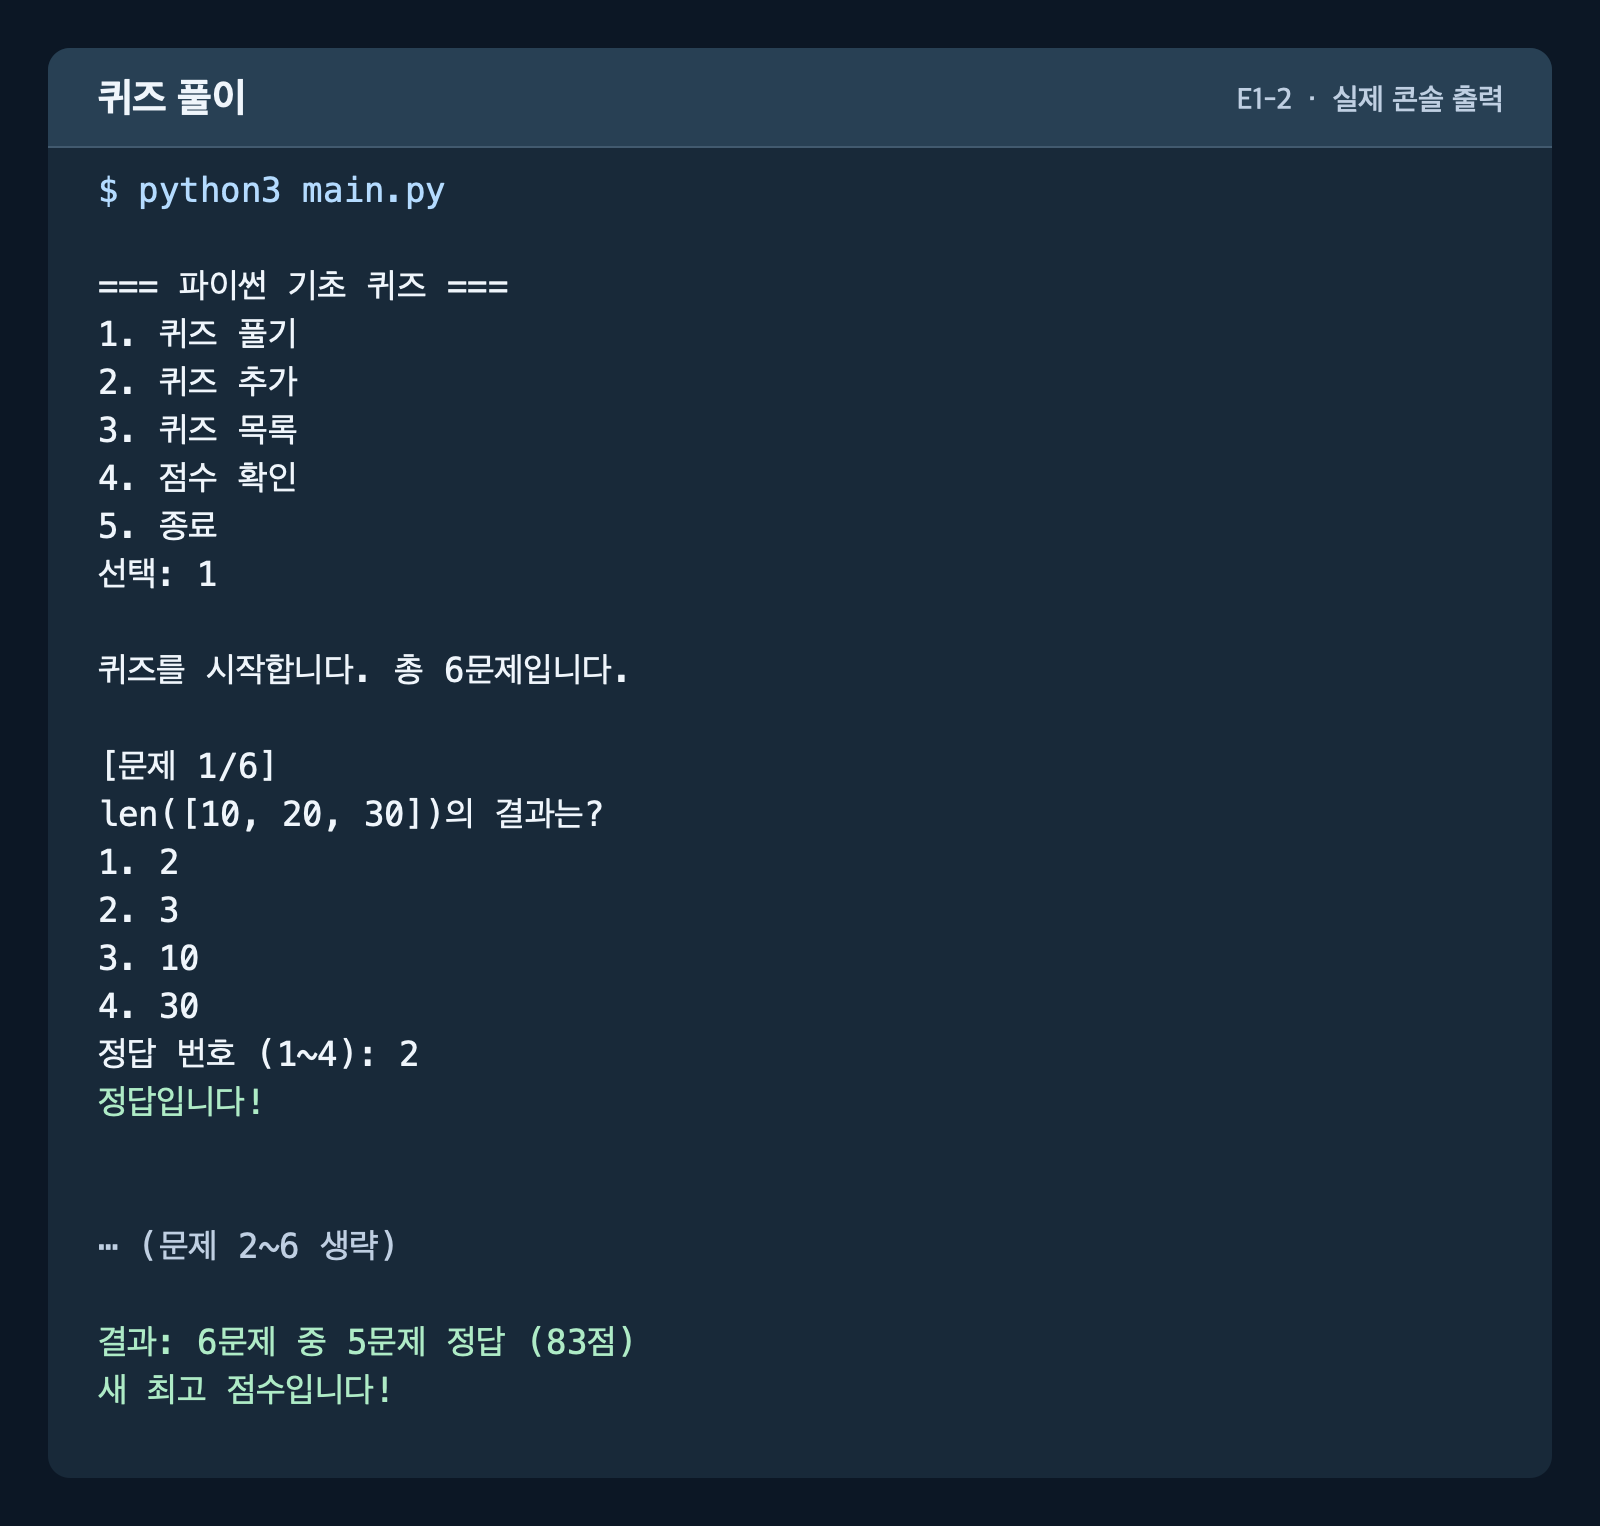 퀴즈 풀이
E1-2 · 실제 콘솔 출력
$ python3 main.py
=== 파이썬 기초 퀴즈 ===
1. 퀴즈 풀기
2. 퀴즈 추가
3. 퀴즈 목록
4. 점수 확인
5. 종료
선택: 1
퀴즈를 시작합니다. 총 6문제입니다.
[문제 1/6]
len([10, 20, 30])의 결과는?
1. 2
2. 3
3. 10
4. 30
정답 번호 (1~4): 2
정답입니다!
… (문제 2~6 생략)
결과: 6문제 중 5문제 정답 (83점)
새 최고 점수입니다!